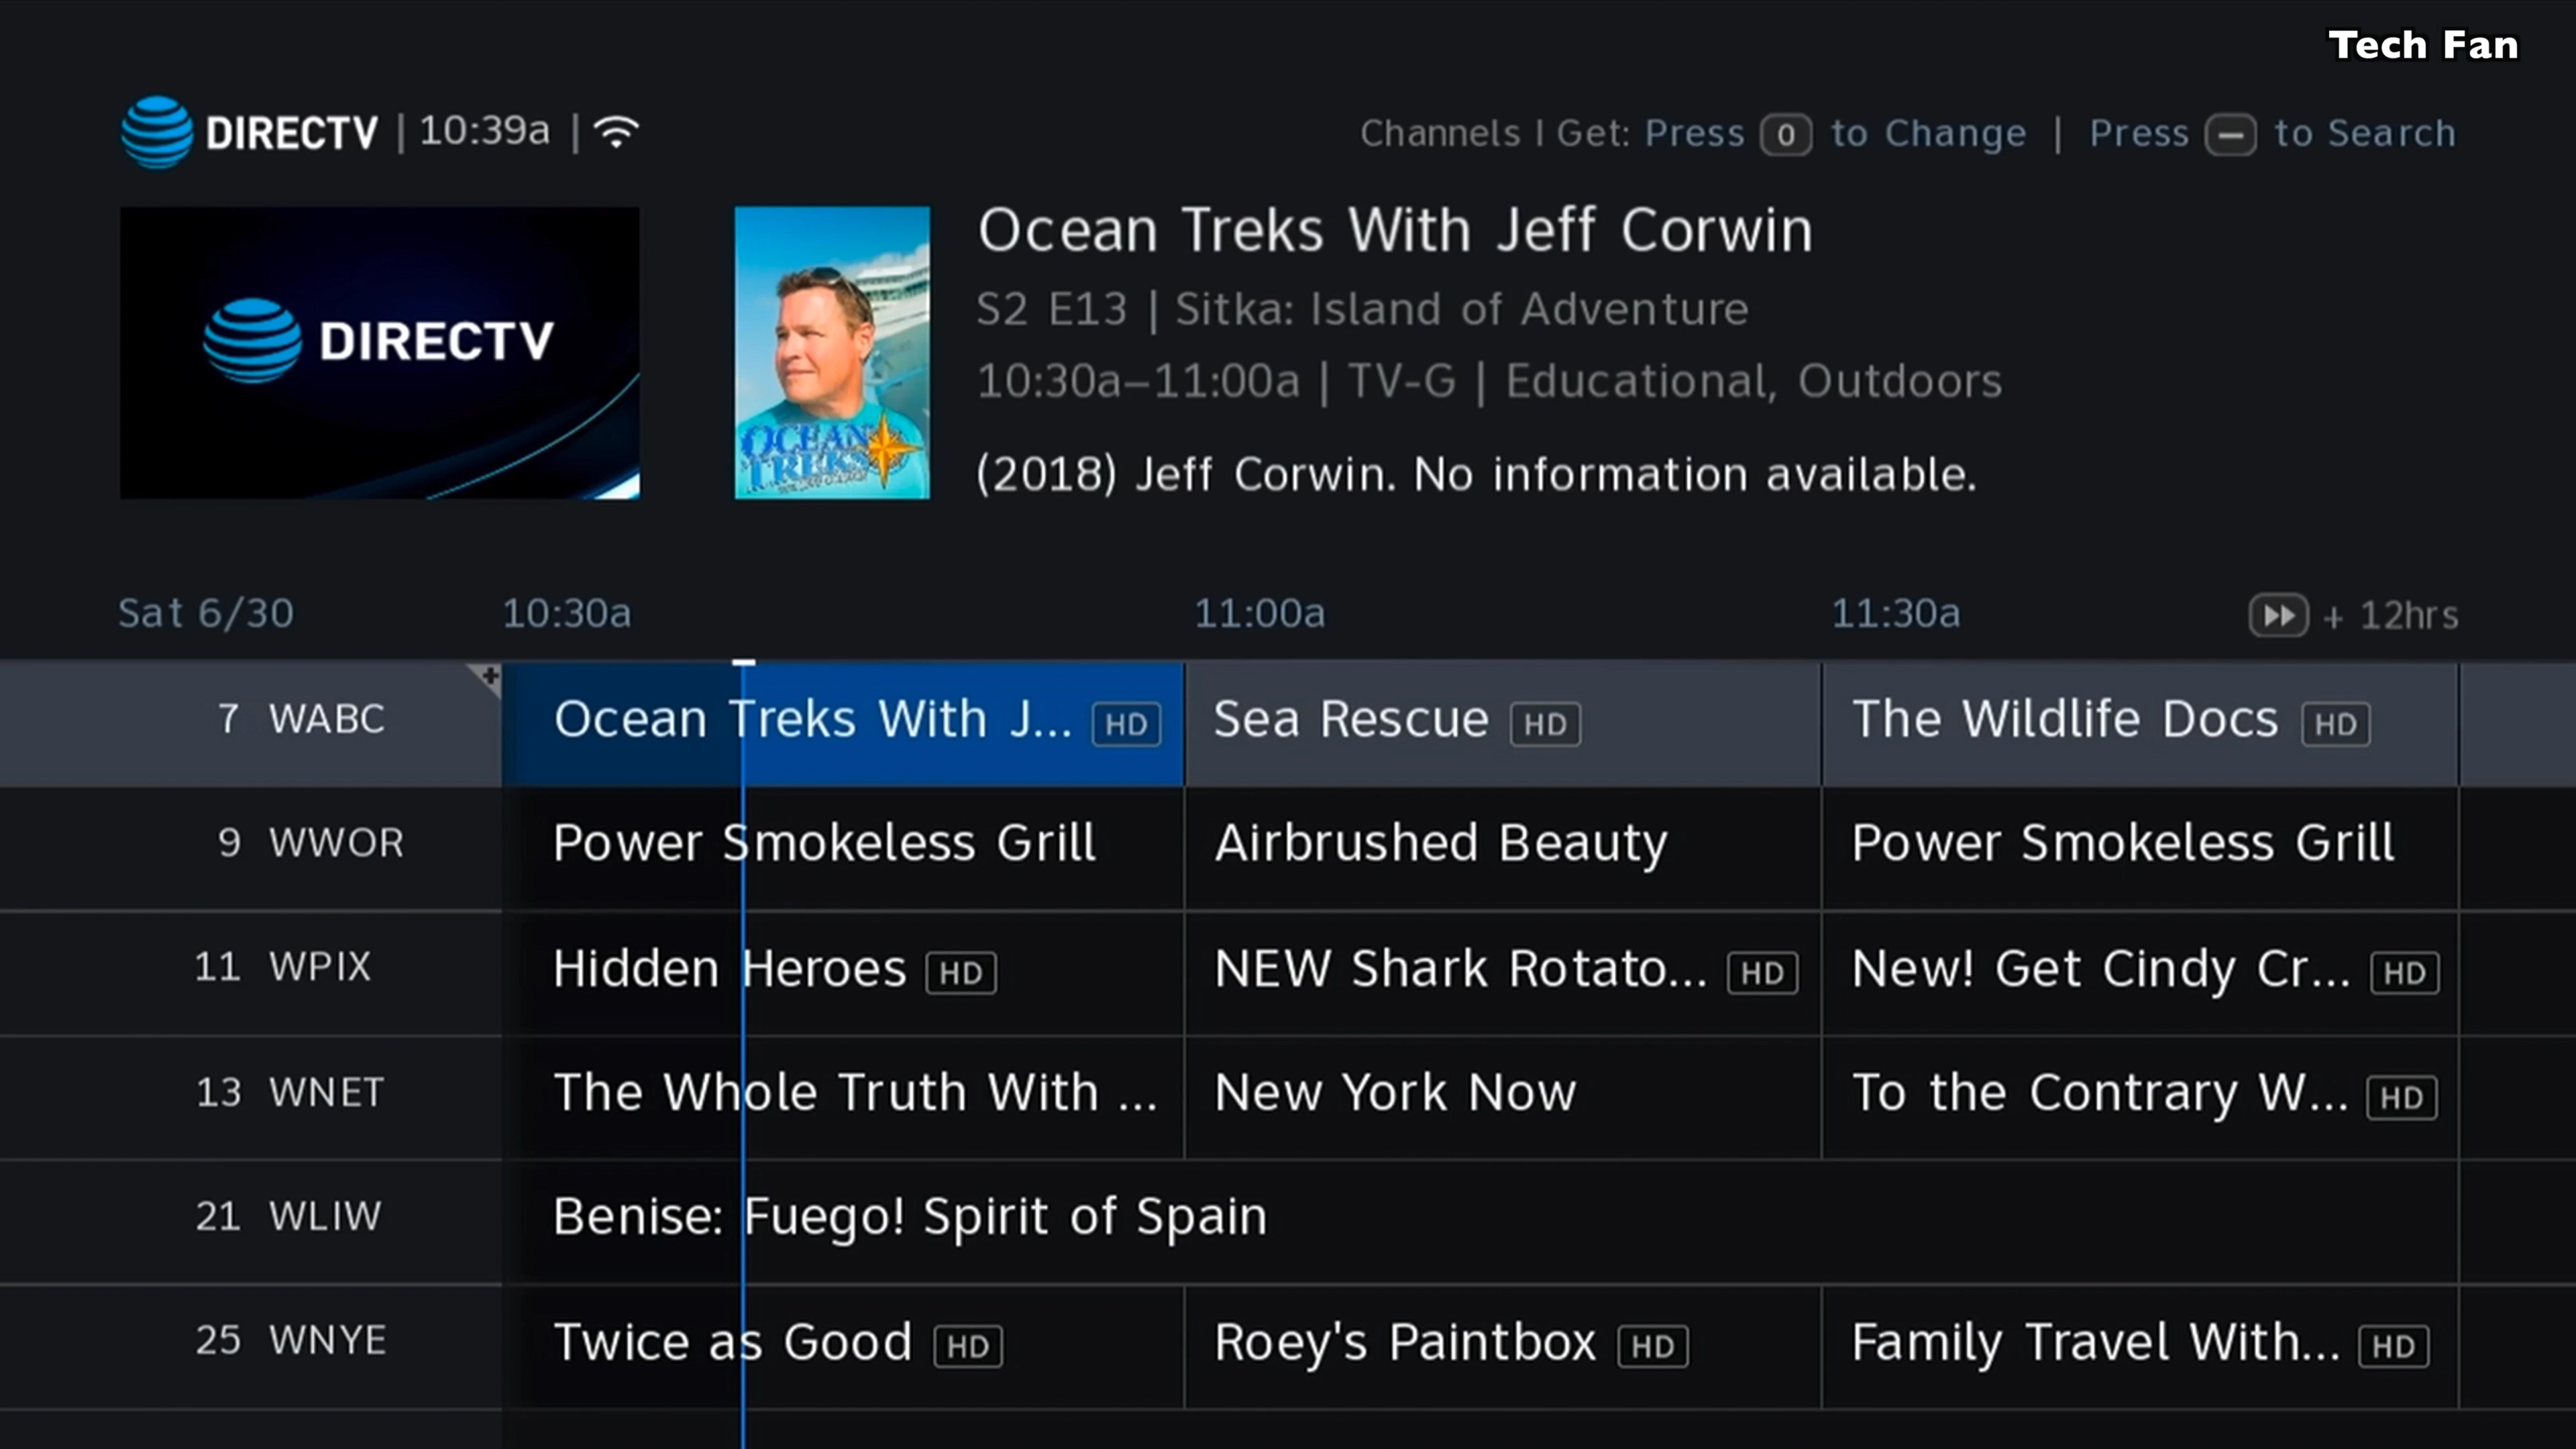 Tech Fan
DIRECTV | 10:39a |
Channels I Get: Press 0 to Change | Press – to Search
DIRECTV
OCEAN
TREKS
Ocean Treks With Jeff Corwin
S2 E13 | Sitka: Island of Adventure
10:30a–11:00a | TV-G | Educational, Outdoors
(2018) Jeff Corwin. No information available.
Sat 6/30 10:30a 11:00a 11:30a + 12hrs
7 WABC Ocean Treks With J... HD Sea Rescue HD The Wildlife Docs HD
9 WWOR Power Smokeless Grill Airbrushed Beauty Power Smokeless Grill
11 WPIX Hidden Heroes HD NEW Shark Rotato... HD New! Get Cindy Cr... HD
13 WNET The Whole Truth With ... New York Now To the Contrary W... HD
21 WLIW Benise: Fuego! Spirit of Spain
25 WNYE Twice as Good HD Roey's Paintbox HD Family Travel With... HD